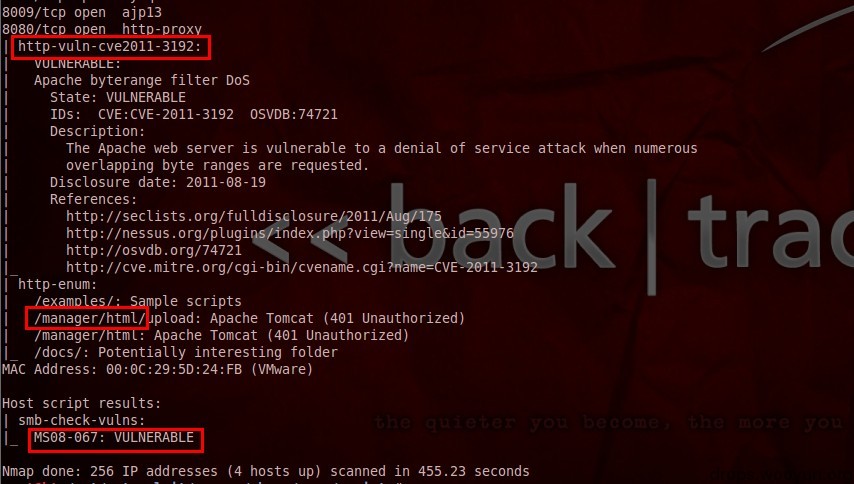 8009/tcp open  ajp13
8080/tcp open  http-proxy
| http-vuln-cve2011-3192:
|   VULNERABLE:
|   Apache byterange filter DoS
|     State: VULNERABLE
|     IDs:  CVE:CVE-2011-3192  OSVDB:74721
|     Description:
|       The Apache web server is vulnerable to a denial of service attack when numerous
|       overlapping byte ranges are requested.
|     Disclosure date: 2011-08-19
|     References:
|       http://seclists.org/fulldisclosure/2011/Aug/175
|       http://nessus.org/plugins/index.php?view=single&id=55976
|       http://osvdb.org/74721
|_      http://cve.mitre.org/cgi-bin/cvename.cgi?name=CVE-2011-3192
<< back | trac
| http-enum:
|   /examples/: Sample scripts
|   /manager/html/upload: Apache Tomcat (401 Unauthorized)
|   /manager/html: Apache Tomcat (401 Unauthorized)
|_  /docs/: Potentially interesting folder
MAC Address: 00:0C:29:5D:24:FB (VMware)
Host script results:
| smb-check-vulns:
the quieter you become, the more you
|_  MS08-067: VULNERABLE
Nmap done: 256 IP addresses (4 hosts up) scanned in 455.23 seconds